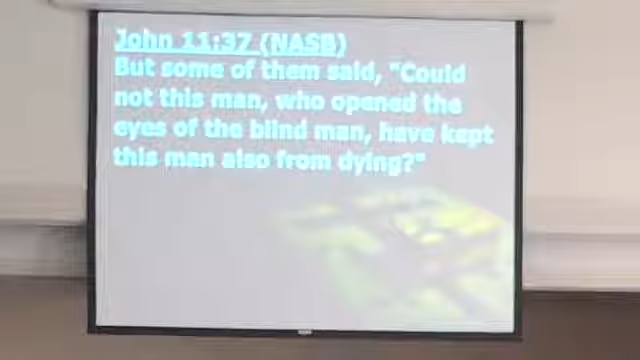 John 11:37 (NASB)
But some of them said, "Could
not this man, who opened the
eyes of the blind man, have kept
this man also from dying?"